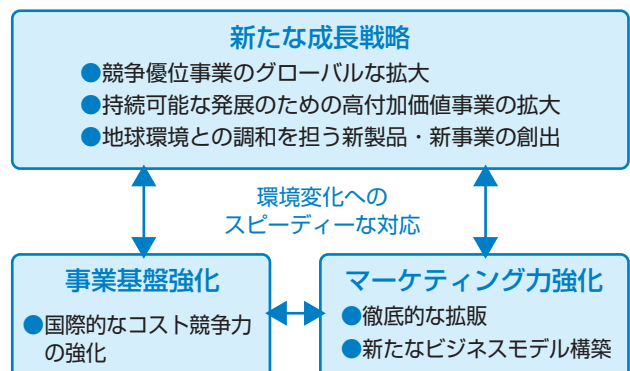 新たな成長戦略
●競争優位事業のグローバルな拡大
●持続可能な発展のための高付加価値事業の拡大
●地球環境との調和を担う新製品・新事業の創出
環境変化への
スピーディーな対応
事業基盤強化
●国際的なコスト競争力
の強化
マーケティング力強化
●徹底的な拡販
●新たなビジネスモデル構築